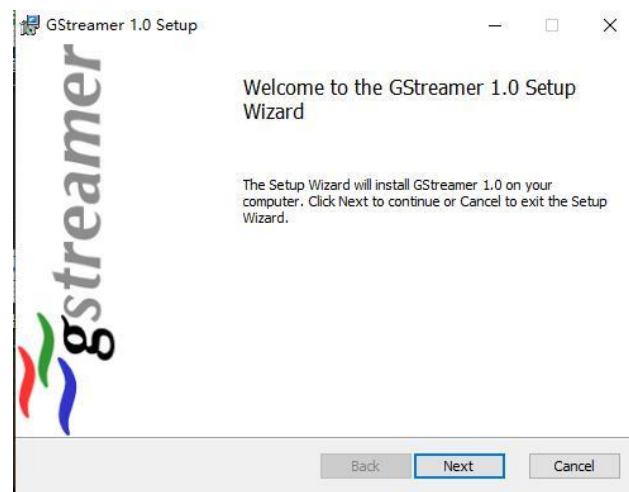 GStreamer 1.0 Setup
gstreamer
Welcome to the GStreamer 1.0 Setup
Wizard
The Setup Wizard will install GStreamer 1.0 on your
computer. Click Next to continue or Cancel to exit the Setup
Wizard.
Back
Next
Cancel